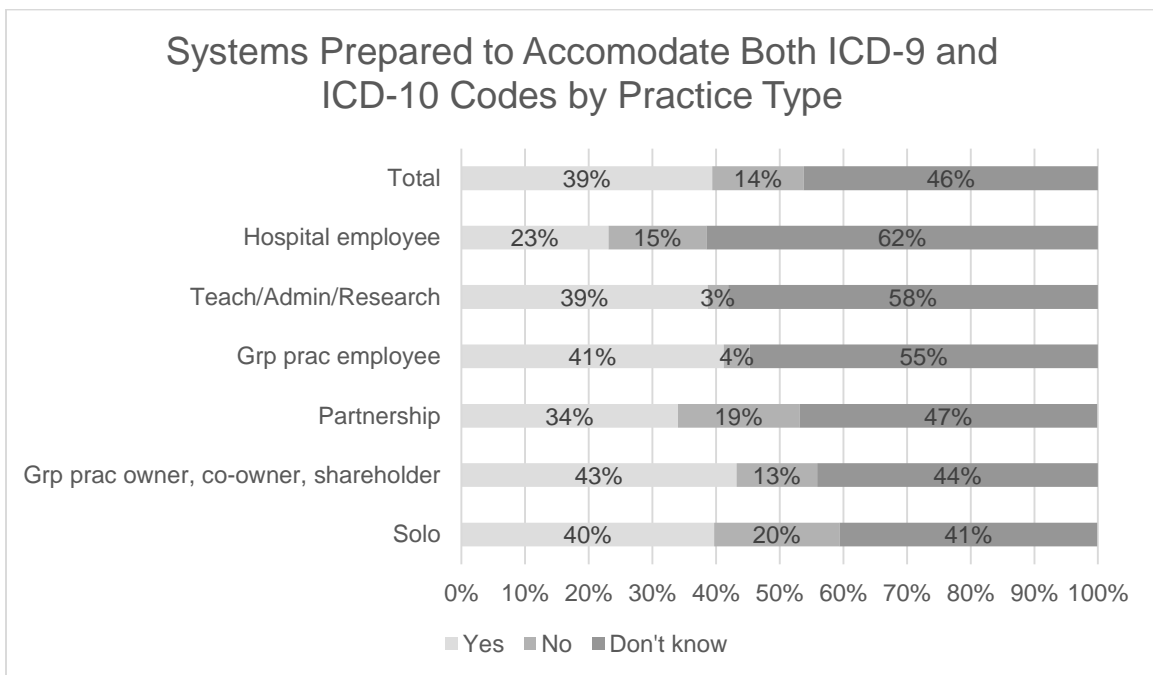 Systems Prepared to Accomodate Both ICD-9 and
ICD-10 Codes by Practice Type
Total 39% 14% 46%
Hospital employee 23% 15% 62%
Teach/Admin/Research 39% 3% 58%
Grp prac employee 41% 4% 55%
Partnership 34% 19% 47%
Grp prac owner, co-owner, shareholder 43% 13% 44%
Solo 40% 20% 41%
0% 10% 20% 30% 40% 50% 60% 70% 80% 90% 100%
Yes No Don't know